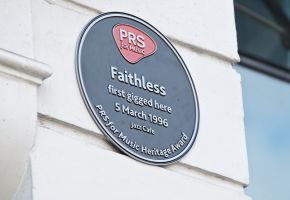 PRS
for MUSIC
Faithless
first gigged here
5 March 1996
Jazz Cafe
PRS for Music Heritage Award